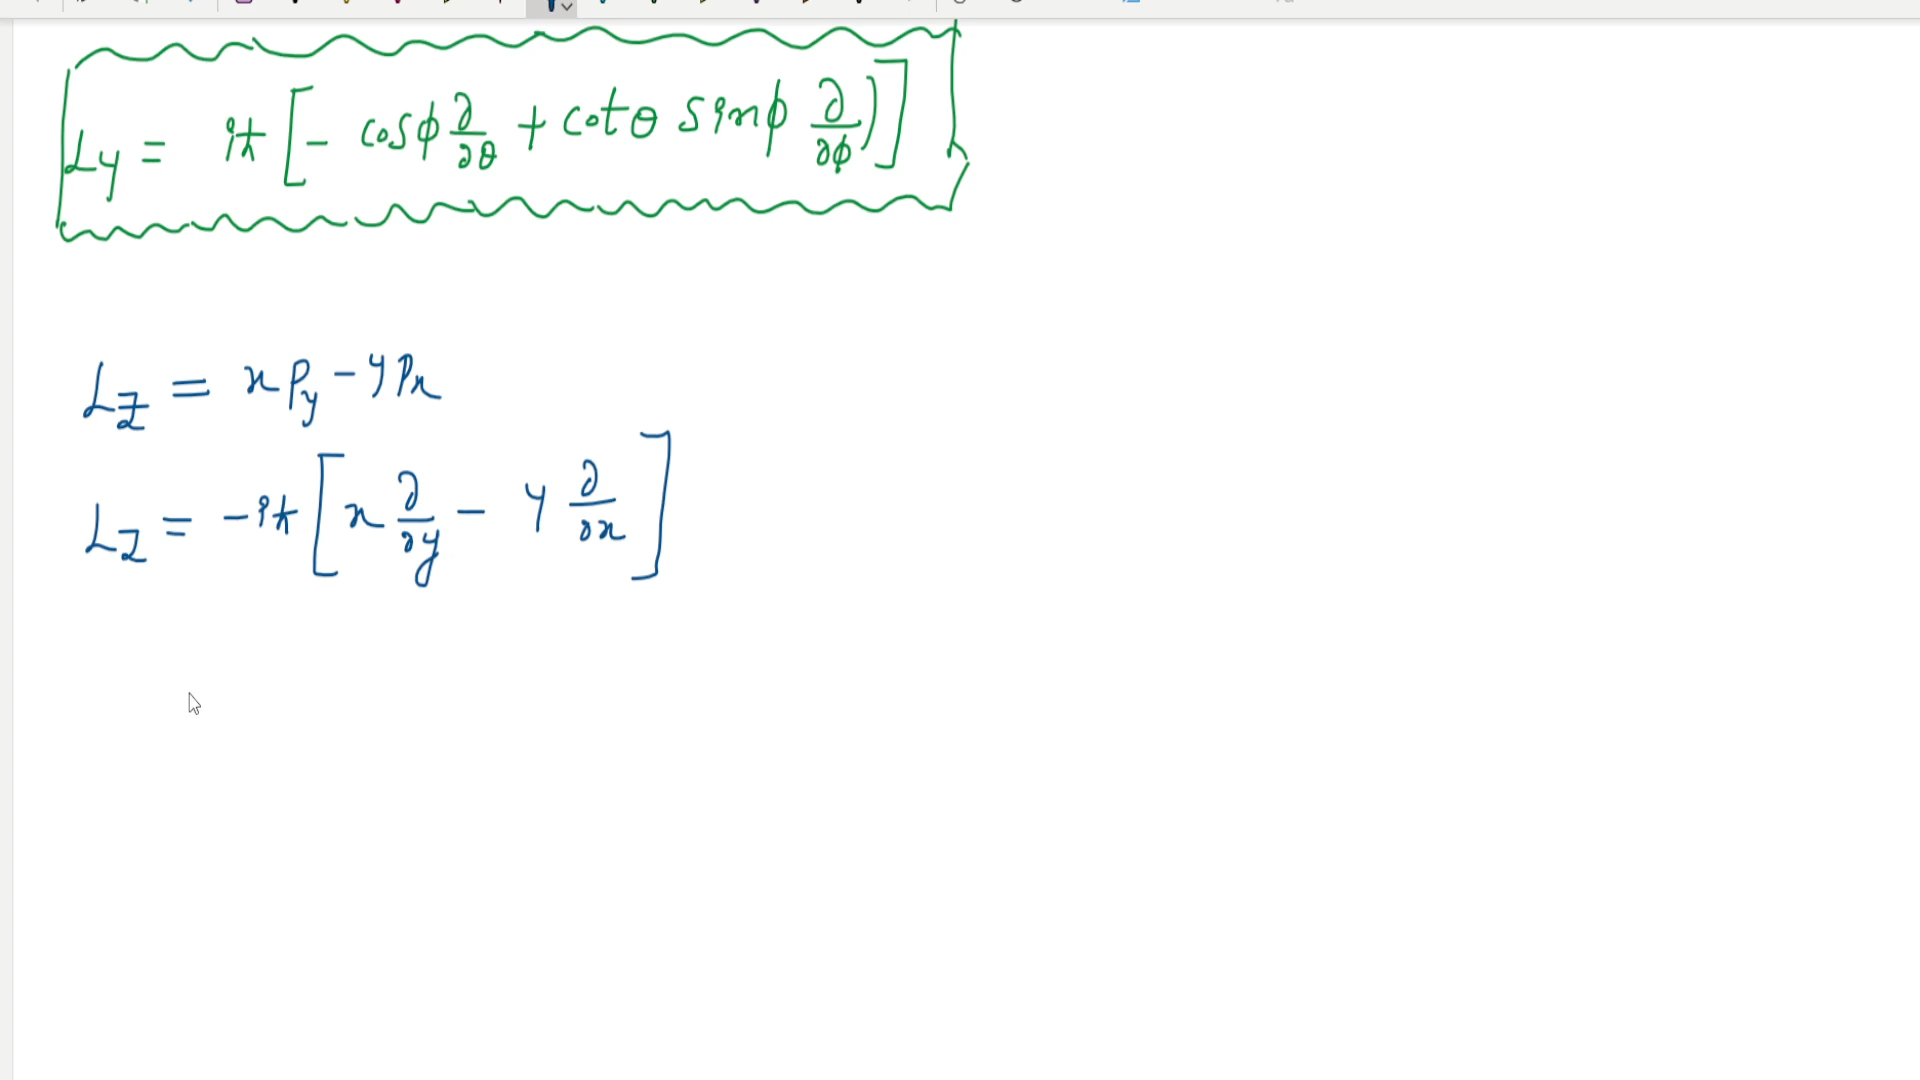 Ly = iħ [ - cosφ ∂/∂θ + cotθ sinφ ∂/∂φ) ]
Lz = x Py - y Px
Lz = -iħ [ x ∂/∂y - y ∂/∂x ]